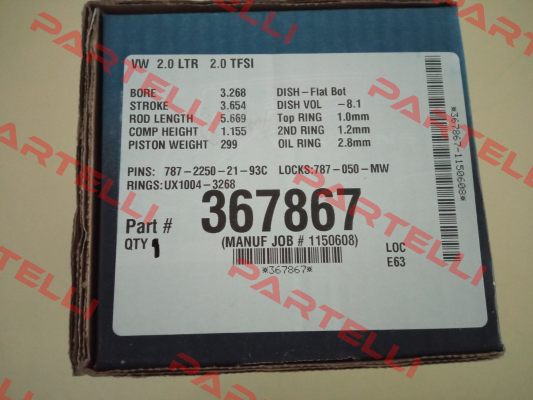 VW 2.0 LTR 2.0 TFSI
BORE 3.268 DISH-Flat Bot
STROKE 3.654 DISH VOL -8.1
ROD LENGTH 5.669 Top RING 1.0mm
COMP HEIGHT 1.155 2ND RING 1.2mm
PISTON WEIGHT 299 OIL RING 2.8mm
PINS: 787-2250-21-93C LOCKS:787-050-MW
RINGS:UX1004-3268
Part # 367867
QTY 1 (MANUF JOB # 1150608) LOC
*367867* E63
*367867-1150608*
PARTELLI
PARTELLI
PARTELLI
PARTELLI